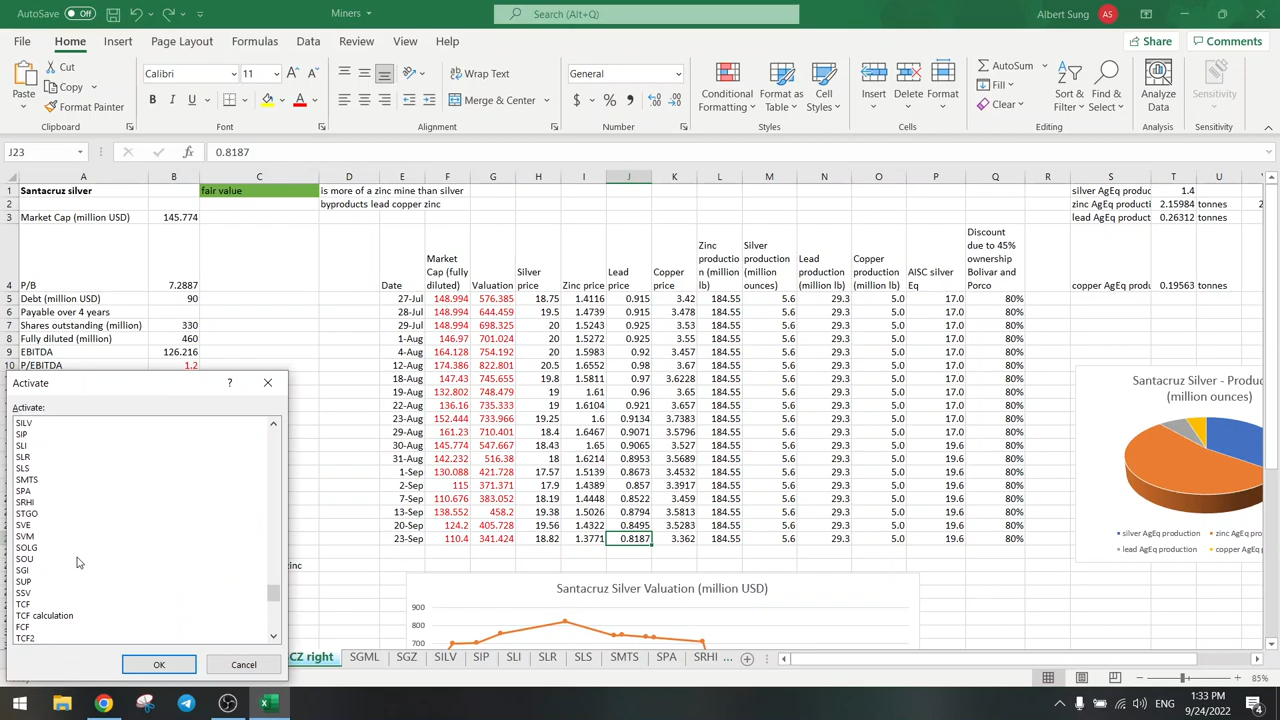 AutoSave Off Miners Search (Alt+Q) Albert Sung AS
File Home Insert Page Layout Formulas Data Review View Help Share Comments
Paste Cut Copy Format Painter Calibri 11 B I U A Wrap Text Merge & Center General $ % Conditional Formatting Format as Table Cell Styles Insert Delete Format AutoSum Fill Clear Sort & Filter Find & Select Analyze Data Sensitivity
Clipboard Font Alignment Number Styles Cells Editing Analysis Sensitivity
J23 fx 0.8187
A B C D E F G H I J K L M N O P Q R S T U
1 Santacruz silver fair value is more of a zinc mine than silver silver AgEq produc 1.4
2 byproducts lead copper zinc zinc AgEq produc 2.15984 tonnes 2
3 Market Cap (million USD) 145.774 lead AgEq product 0.26312 tonnes
4 P/B 7.2887 Date Market Cap (fully diluted) Valuation Silver price Zinc price Lead price Copper price Zinc productio n (million lb) Silver production (million ounces) Lead production (million lb) Copper production (million lb) AISC silver Eq Discount due to 45% ownership Bolivar and Porco copper AgEq produ 0.19563 tonnes
5 Debt (million USD) 90 27-Jul 148.994 576.385 18.75 1.4116 0.915 3.42 184.55 5.6 29.3 5.0 17.0 80%
6 Payable over 4 years 28-Jul 148.994 644.459 19.5 1.4739 0.915 3.478 184.55 5.6 29.3 5.0 17.0 80%
7 Shares outstanding (million) 330 29-Jul 148.994 698.325 20 1.5243 0.925 3.53 184.55 5.6 29.3 5.0 17.0 80%
8 Fully diluted (million) 460 1-Aug 146.97 701.024 20 1.5272 0.925 3.55 184.55 5.6 29.3 5.0 17.0 80%
9 EBITDA 126.216 4-Aug 164.128 754.192 20 1.5983 0.92 3.457 184.55 5.6 29.3 5.0 17.0 80%
10 P/EBITDA 1.2 12-Aug 174.386 822.801 20.5 1.6552 0.98 3.67 184.55 5.6 29.3 5.0 17.0 80%
18-Aug 147.43 745.655 19.8 1.5811 0.97 3.6228 184.55 5.6 29.3 5.0 17.0 80%
19-Aug 132.802 748.479 19 1.61 0.96 3.65 184.55 5.6 29.3 5.0 17.0 80%
22-Aug 136.16 735.333 19 1.6104 0.921 3.657 184.55 5.6 29.3 5.0 17.0 80%
23-Aug 152.444 733.966 19.25 1.6 0.9134 3.7383 184.55 5.6 29.3 5.0 17.0 80%
29-Aug 161.23 710.401 18.4 1.6467 0.9071 3.5796 184.55 5.6 29.3 5.0 17.0 80%
30-Aug 145.774 547.667 18.43 1.65 0.9065 3.527 184.55 5.6 29.3 5.0 19.6 80%
31-Aug 142.232 516.38 18 1.6214 0.8953 3.5689 184.55 5.6 29.3 5.0 19.6 80%
1-Sep 130.088 421.728 17.57 1.5139 0.8673 3.4532 184.55 5.6 29.3 5.0 19.6 80%
2-Sep 115 371.371 17.9 1.4389 0.857 3.3917 184.55 5.6 29.3 5.0 19.6 80%
7-Sep 110.676 383.052 18.19 1.4448 0.8522 3.459 184.55 5.6 29.3 5.0 19.6 80%
13-Sep 138.552 458.2 19.38 1.5026 0.8794 3.5813 184.55 5.6 29.3 5.0 19.6 80%
20-Sep 124.2 405.728 19.56 1.4322 0.8495 3.5283 184.55 5.6 29.3 5.0 19.6 80%
23-Sep 110.4 341.424 18.82 1.3771 0.8187 3.362 184.55 5.6 29.3 5.0 19.6 80%
zinc
Activate ?
Activate:
SILV
SIP
SLI
SLR
SLS
SMTS
SPA
SRHI
STGO
SVE
SVM
SOLG
SOU
SGI
SUP
SSV
TCF
TCF calculation
FCF
TCF2
OK Cancel
Santacruz Silver - Produc
(million ounces)
silver AgEq production zinc Ag
lead AgEq production copper
Santacruz Silver Valuation (million USD)
900
800
700
CZ right SGML SGZ SILV SIP SLI SLR SLS SMTS SPA SRHI ...
85%
ENG 1:33 PM
9/24/2022
4